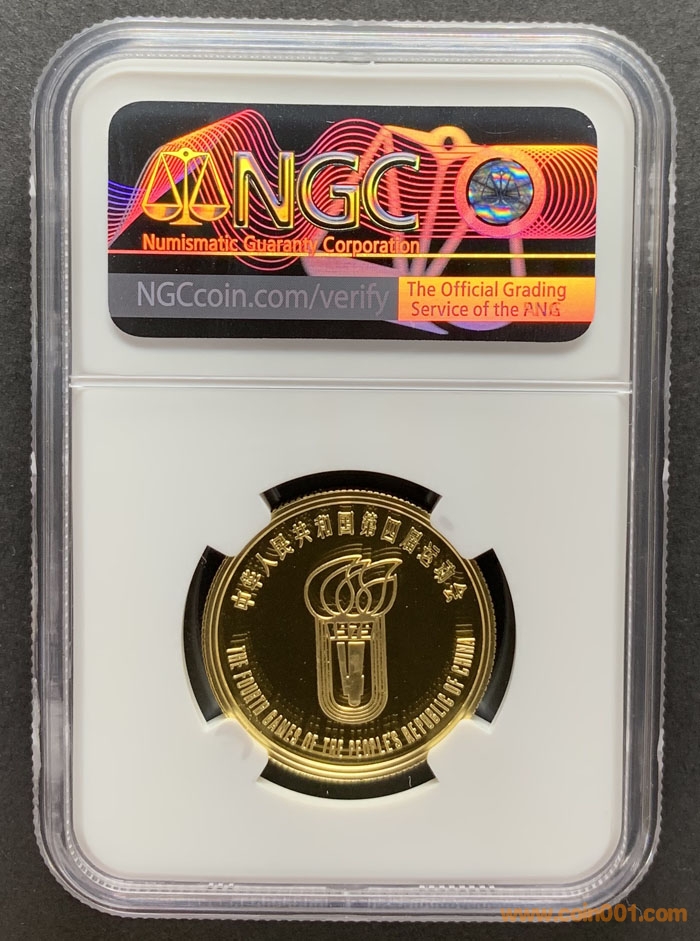 NGC
Numismatic Guaranty Corporation
NGCcoin.com/verify
The Official Grading
Service of the PNG
中华人民共和国第四届运动会
1979
THE FOURTH GAMES OF THE PEOPLE'S REPUBLIC OF CHINA
www.coin001.com